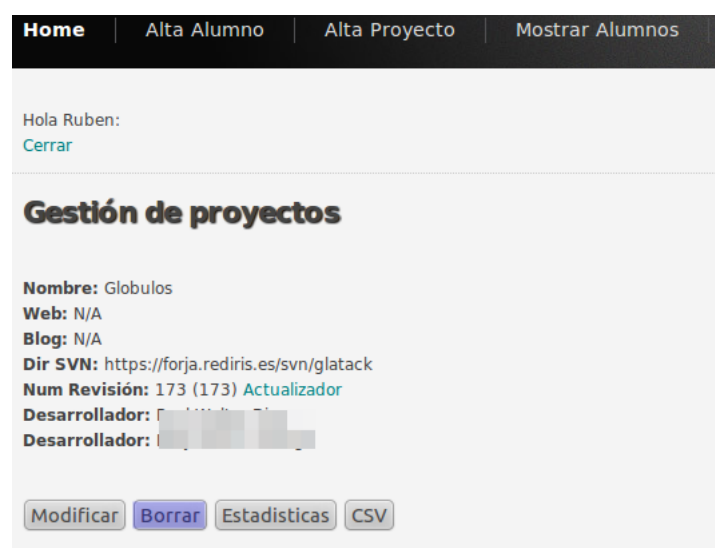 Home Alta Alumno Alta Proyecto Mostrar Alumnos
Hola Ruben:
Cerrar
Gestión de proyectos
Nombre: Globulos
Web: N/A
Blog: N/A
Dir SVN: https://forja.rediris.es/svn/glatack
Num Revisión: 173 (173) Actualizador
Desarrollador:
Desarrollador:
Modificar Borrar Estadisticas CSV